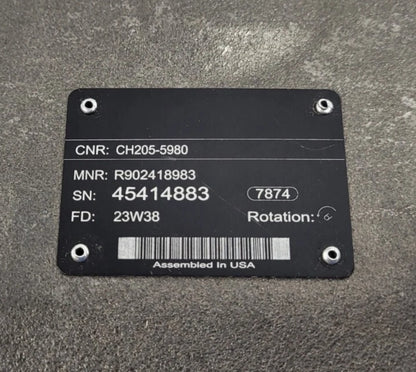 CNR: CH205-5980
MNR: R902418983
SN: 45414883 7874
FD: 23W38 Rotation:
Assembled In USA